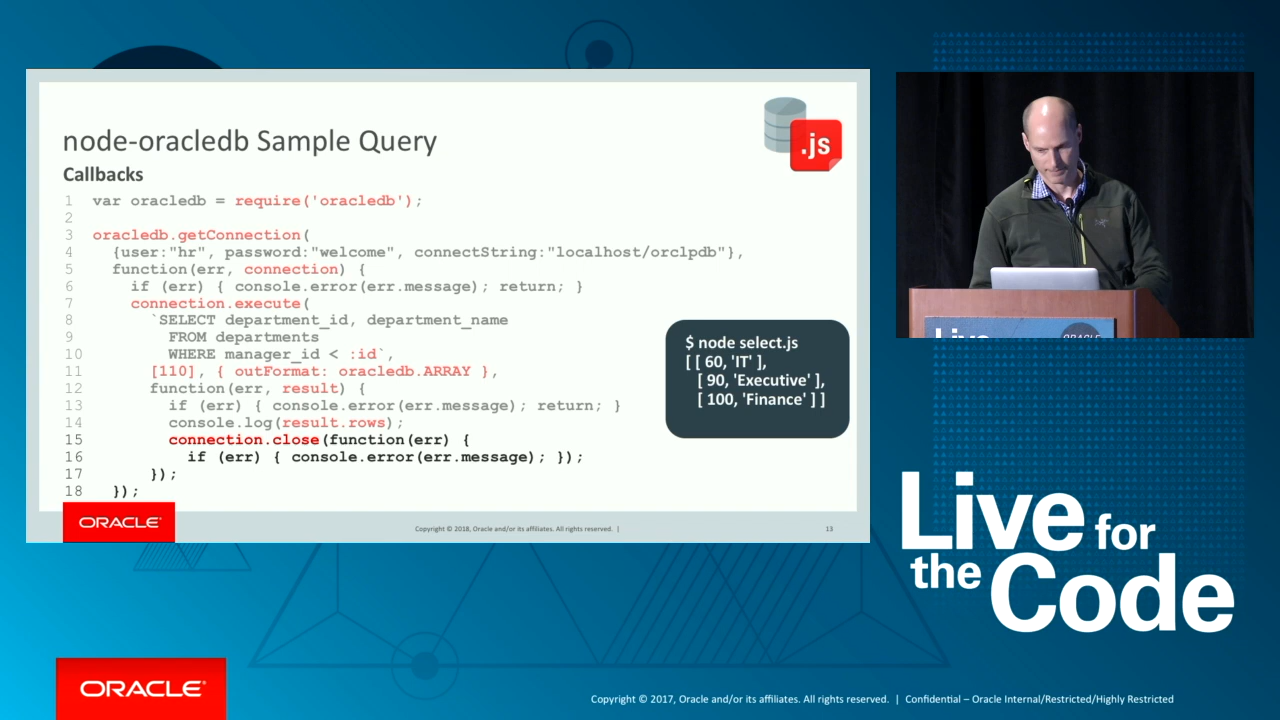 node-oracledb Sample Query
.js
Callbacks
1 var oracledb = require('oracledb');
2
3 oracledb.getConnection(
4 {user:"hr", password:"welcome", connectString:"localhost/orclpdb"},
5 function(err, connection) {
6 if (err) { console.error(err.message); return; }
7 connection.execute(
8 `SELECT department_id, department_name
9 FROM departments
10 WHERE manager_id < :id`,
11 [110], { outFormat: oracledb.ARRAY },
12 function(err, result) {
13 if (err) { console.error(err.message); return; }
14 console.log(result.rows);
15 connection.close(function(err) {
16 if (err) { console.error(err.message); });
17 });
18 });
$ node select.js
[ [ 60, 'IT' ],
[ 90, 'Executive' ],
[ 100, 'Finance' ] ]
ORACLE®
Copyright © 2018, Oracle and/or its affiliates. All rights reserved. |
13
Live
ORACLE
Live for
the Code
ORACLE®
Copyright © 2017, Oracle and/or its affiliates. All rights reserved. | Confidential – Oracle Internal/Restricted/Highly Restricted